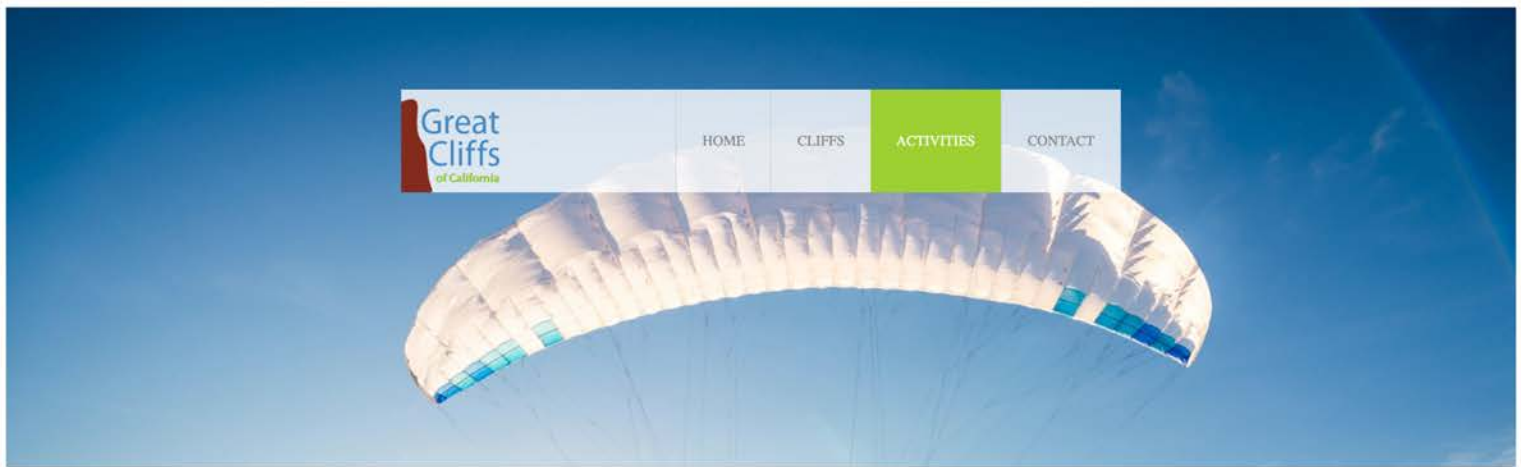 Great
Cliffs
of California
HOME CLIFFS ACTIVITIES CONTACT